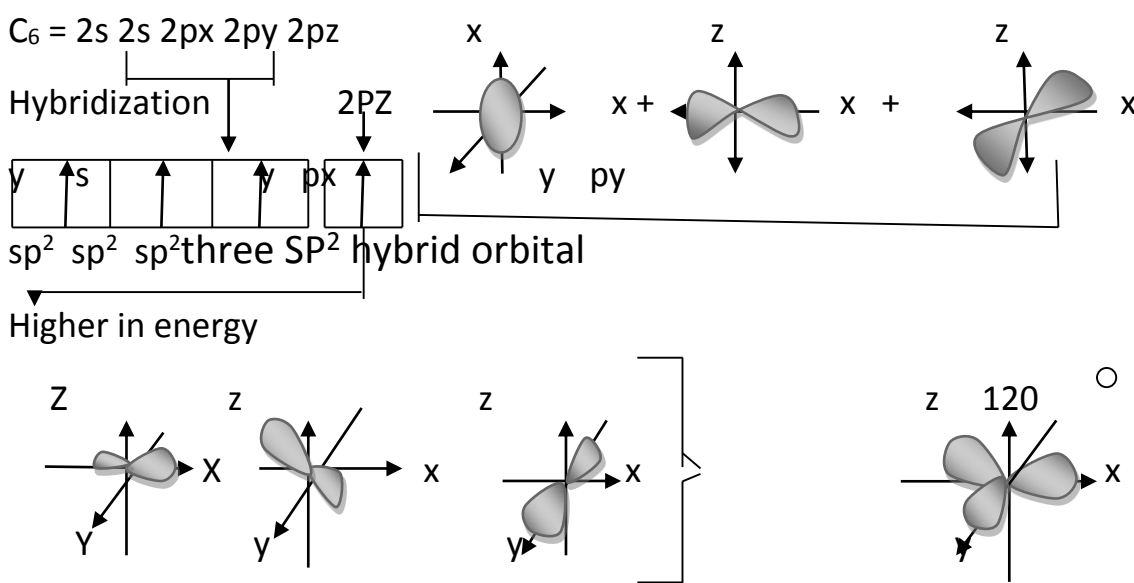 C₆ = 2s 2s 2px 2py 2pz x z z
Hybridization 2PZ x + x + x
y s y px y py
sp² sp² sp² three SP² hybrid orbital
Higher in energy
Z z z z 120 ○
X x x x
Y y y y